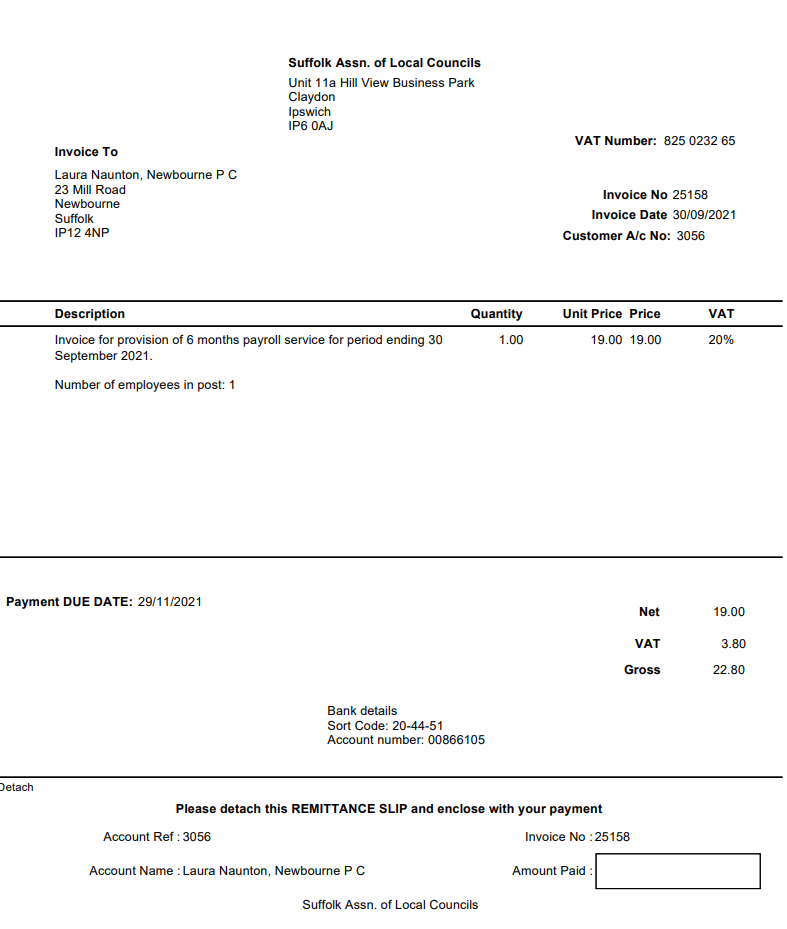 Suffolk Assn. of Local Councils
Unit 11a Hill View Business Park
Claydon
Ipswich
IP6 0AJ
VAT Number: 825 0232 65
Invoice To
Laura Naunton, Newbourne P C
23 Mill Road
Newbourne
Suffolk
IP12 4NP
Invoice No 25158
Invoice Date 30/09/2021
Customer A/c No: 3056
Description Quantity Unit Price Price VAT
Invoice for provision of 6 months payroll service for period ending 30 1.00 19.00 19.00 20%
September 2021.
Number of employees in post: 1
Payment DUE DATE: 29/11/2021
Net 19.00
VAT 3.80
Gross 22.80
Bank details
Sort Code: 20-44-51
Account number: 00866105
Detach
Please detach this REMITTANCE SLIP and enclose with your payment
Account Ref : 3056 Invoice No : 25158
Account Name : Laura Naunton, Newbourne P C Amount Paid :
Suffolk Assn. of Local Councils